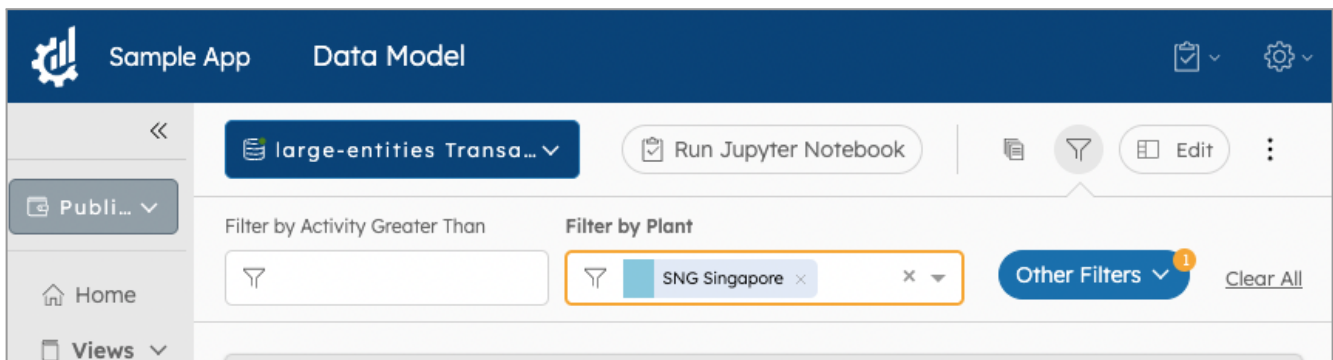 Sample App Data Model
large-entities Transa… Run Jupyter Notebook Edit
Publi…
Filter by Activity Greater Than Filter by Plant
SNG Singapore × × Other Filters 1 Clear All
Home
Views